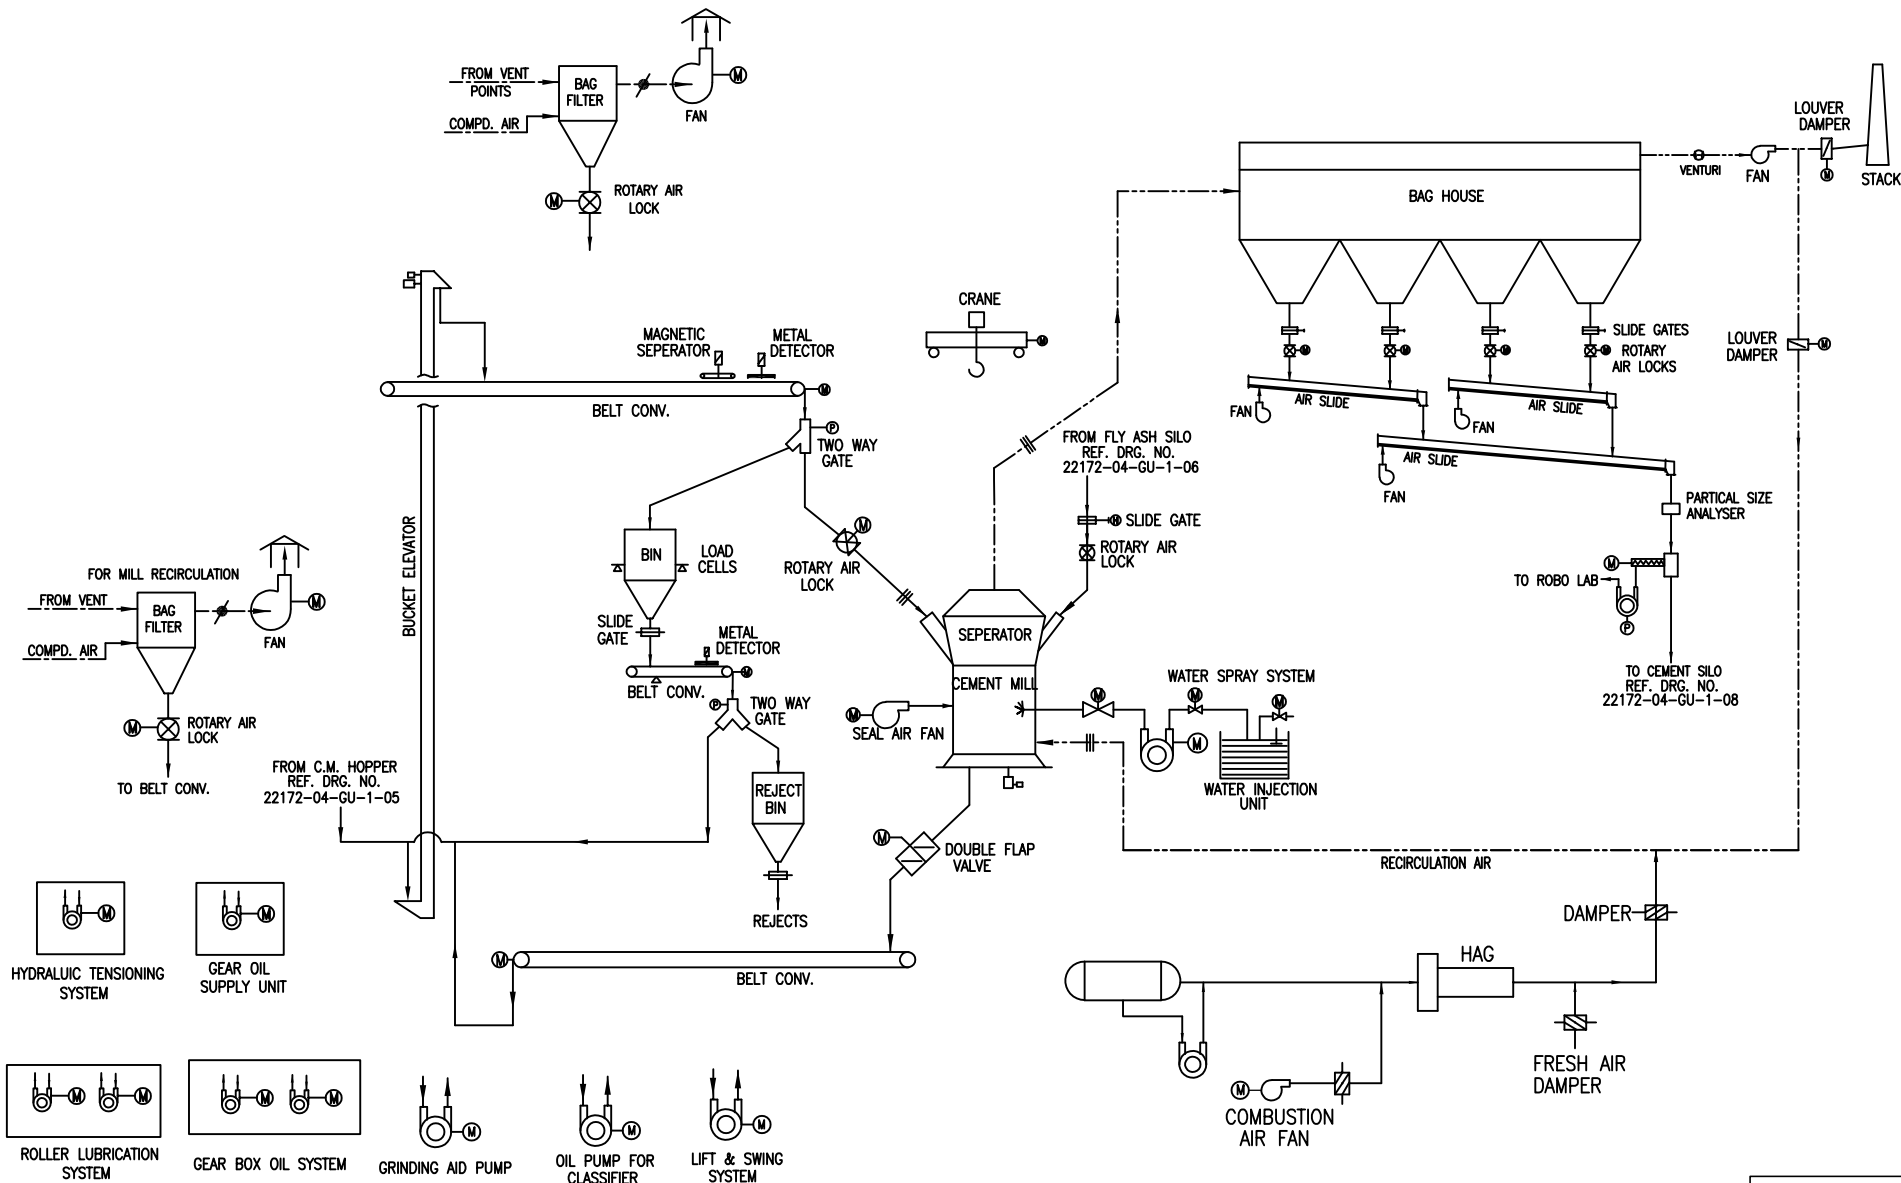 FROM VENT
POINTS
COMPD. AIR
BAG
FILTER
FAN
M
ROTARY AIR
LOCK
M
MAGNETIC
SEPERATOR
METAL
DETECTOR
M
BELT CONV.
P
TWO WAY
GATE
BUCKET ELEVATOR
BIN
LOAD
CELLS
SLIDE
GATE
METAL
DETECTOR
M
BELT CONV.
P
TWO WAY
GATE
REJECT
BIN
REJECTS
M
ROTARY AIR
LOCK
CRANE
M
FROM FLY ASH SILO
REF. DRG. NO.
22172-04-GU-1-06
M
SLIDE GATE
ROTARY AIR
LOCK
SEPERATOR
CEMENT MILL
M
SEAL AIR FAN
M
DOUBLE FLAP
VALVE
M
BELT CONV.
WATER SPRAY SYSTEM
M
M
M
M
WATER INJECTION
UNIT
BAG HOUSE
VENTURI
FAN
LOUVER
DAMPER
M
STACK
SLIDE GATES
M
M
M
M
ROTARY
AIR LOCKS
LOUVER
DAMPER
M
FAN
AIR SLIDE
FAN
AIR SLIDE
FAN
AIR SLIDE
PARTICAL SIZE
ANALYSER
M
TO ROBO LAB
P
TO CEMENT SILO
REF. DRG. NO.
22172-04-GU-1-08
RECIRCULATION AIR
DAMPER
HAG
FRESH AIR
DAMPER
M
COMBUSTION
AIR FAN
FOR MILL RECIRCULATION
FROM VENT
COMPD. AIR
BAG
FILTER
FAN
M
M
ROTARY AIR
LOCK
TO BELT CONV.
FROM C.M. HOPPER
REF. DRG. NO.
22172-04-GU-1-05
M
HYDRALUIC TENSIONING
SYSTEM
M
GEAR OIL
SUPPLY UNIT
M
M
ROLLER LUBRICATION
SYSTEM
M
M
GEAR BOX OIL SYSTEM
M
GRINDING AID PUMP
M
OIL PUMP FOR
CLASSIFIER
M
LIFT & SWING
SYSTEM